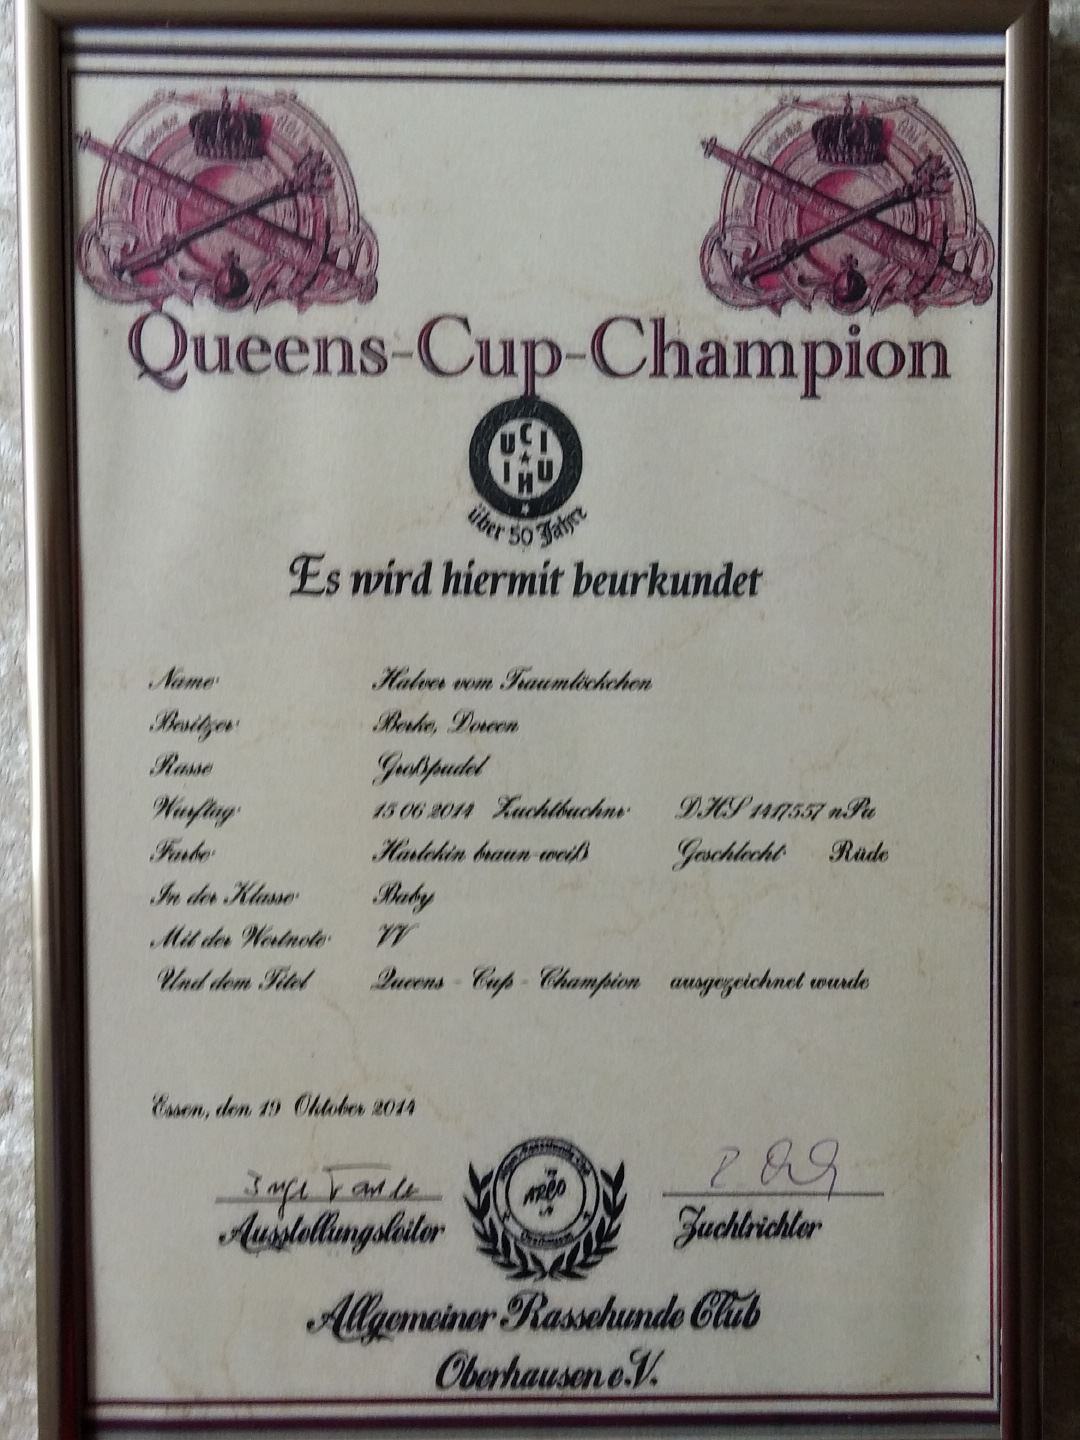 Queens-Cup-Champion
UCI
IHU
über 50 Jahre
Es wird hiermit beurkundet
Name: Halver vom Traumlöckchen
Besitzer: Berke, Doreen
Rasse Großpudel
Wurftag: 15.06.2014 Zuchtbuchnr. DHS 1417557 nPa
Farbe: Harlekin braun-weiß Geschlecht: Rüde
In der Klasse: Baby
Mit der Wertnote: VV
Und dem Titel Queens - Cup - Champion ausgezeichnet wurde
Essen, den 19. Oktober 2014
Ausstellungsleiter
Zuchtrichter
ARCO
Allgemeiner Rassehunde Club
Oberhausen e.V.